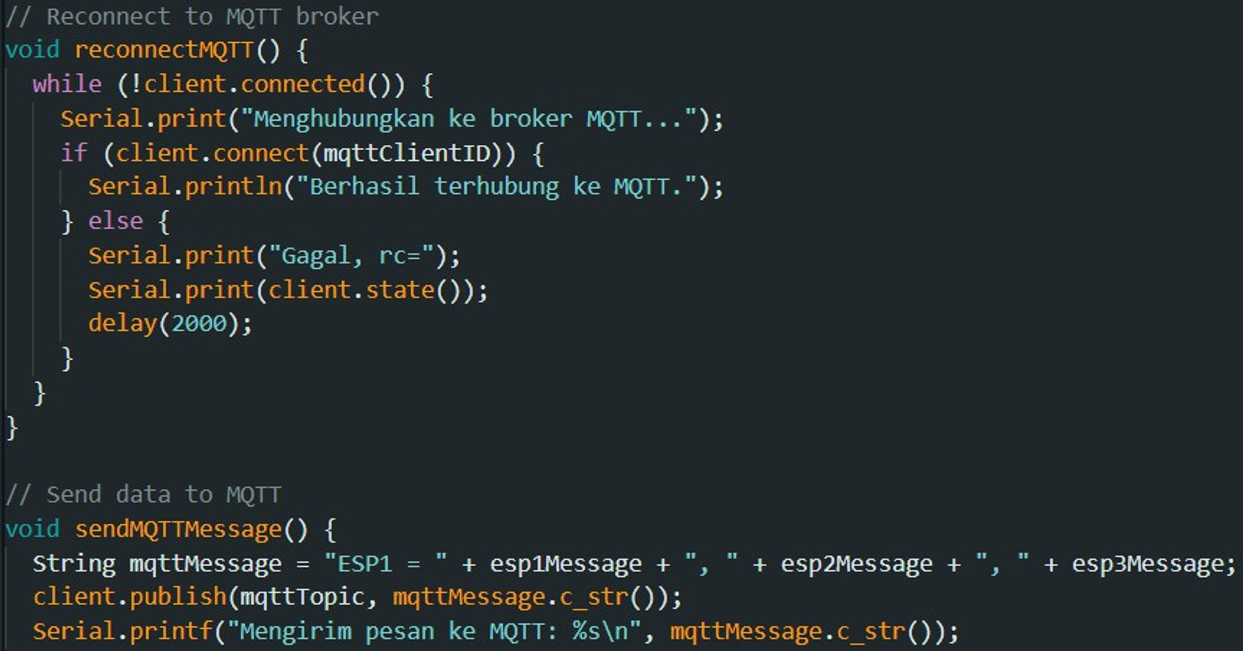 // Reconnect to MQTT broker
void reconnectMQTT() {
  while (!client.connected()) {
    Serial.print("Menghubungkan ke broker MQTT...");
    if (client.connect(mqttClientID)) {
      Serial.println("Berhasil terhubung ke MQTT.");
    } else {
      Serial.print("Gagal, rc=");
      Serial.print(client.state());
      delay(2000);
    }
  }
}

// Send data to MQTT
void sendMQTTMessage() {
  String mqttMessage = "ESP1 = " + esp1Message + ", " + esp2Message + ", " + esp3Message;
  client.publish(mqttTopic, mqttMessage.c_str());
  Serial.printf("Mengirim pesan ke MQTT: %s\n", mqttMessage.c_str());